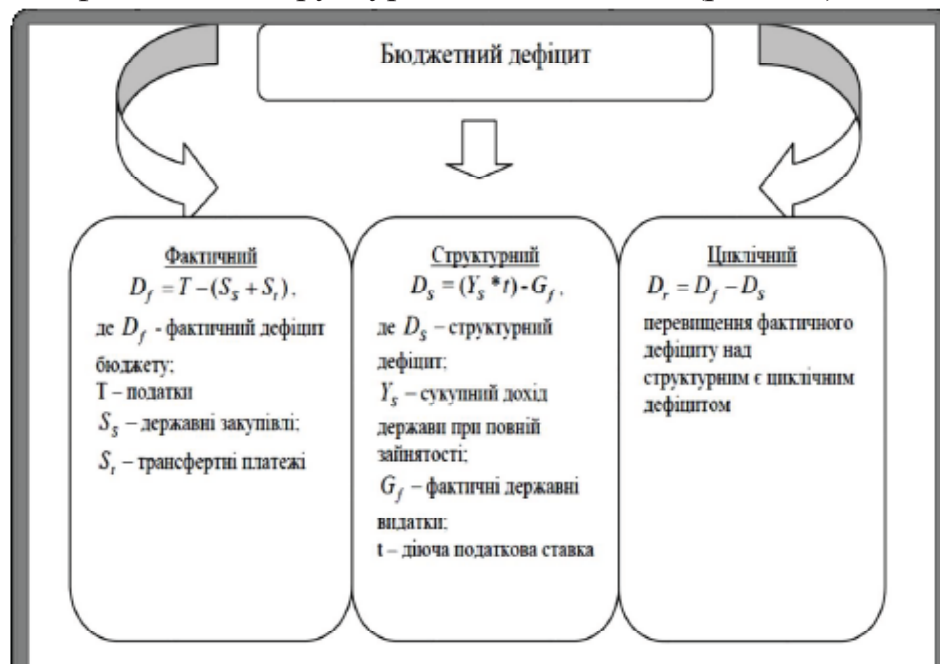 Бюджетний дефіцит
Фактичний
D_f = T – (S_s + S_t),
де D_f - фактичний дефіцит
бюджету;
Т – податки
S_s – державні закупівлі;
S_t – трансфертні платежі
Структурний
D_s = (Y_s * t) - G_f,
де D_s – структурний
дефіцит;
Y_s – сукупний дохід
держави при повній
зайнятості;
G_f – фактичні державні
видатки;
t – діюча податкова ставка
Циклічний
D_r = D_f – D_s
перевищення фактичного
дефіциту над
структурним є циклічним
дефіцитом